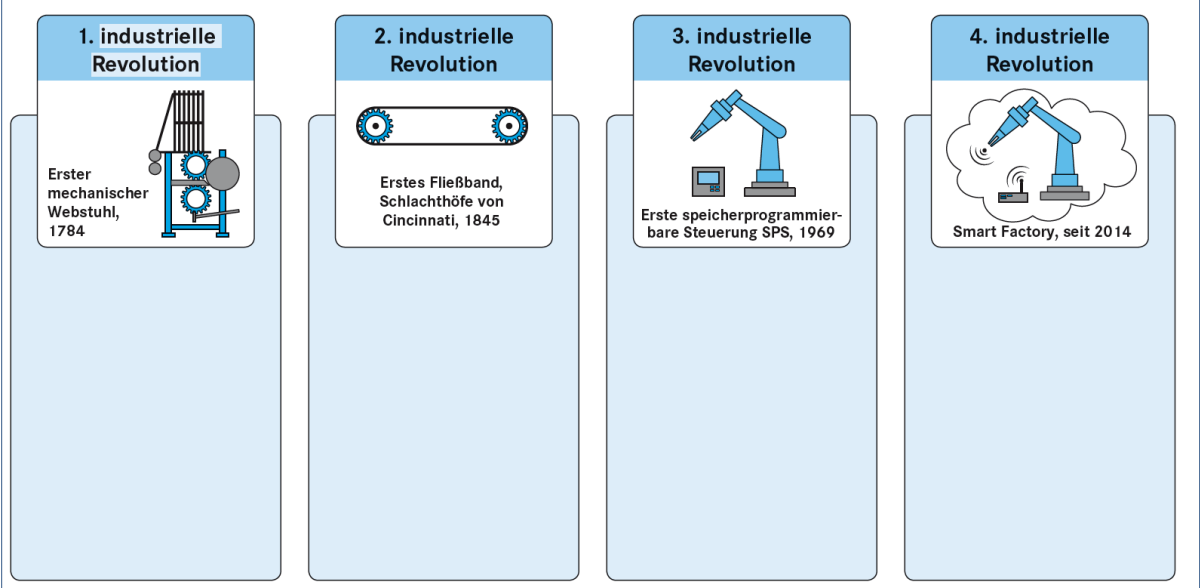 1. industrielle
Revolution
Erster
mechanischer
Webstuhl,
1784
2. industrielle
Revolution
Erstes Fließband,
Schlachthöfe von
Cincinnati, 1845
3. industrielle
Revolution
Erste speicherprogrammier-
bare Steuerung SPS, 1969
4. industrielle
Revolution
Smart Factory, seit 2014